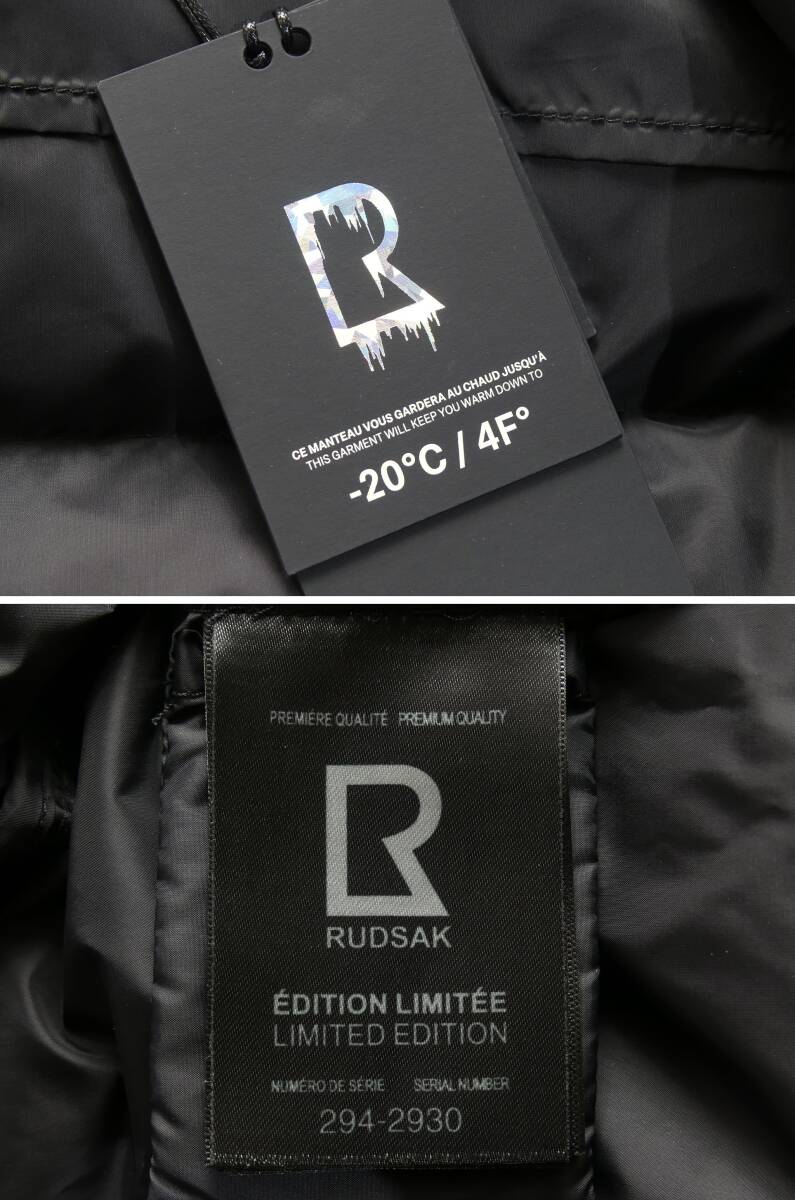 R
CE MANTEAU VOUS GARDERA AU CHAUD JUSQU'À
THIS GARMENT WILL KEEP YOU WARM DOWN TO
-20°C / 4F°
PREMIÈRE QUALITÉ PREMIUM QUALITY
R
RUDSAK
ÉDITION LIMITÉE
LIMITED EDITION
NUMÉRO DE SÉRIE SERIAL NUMBER
294-2930